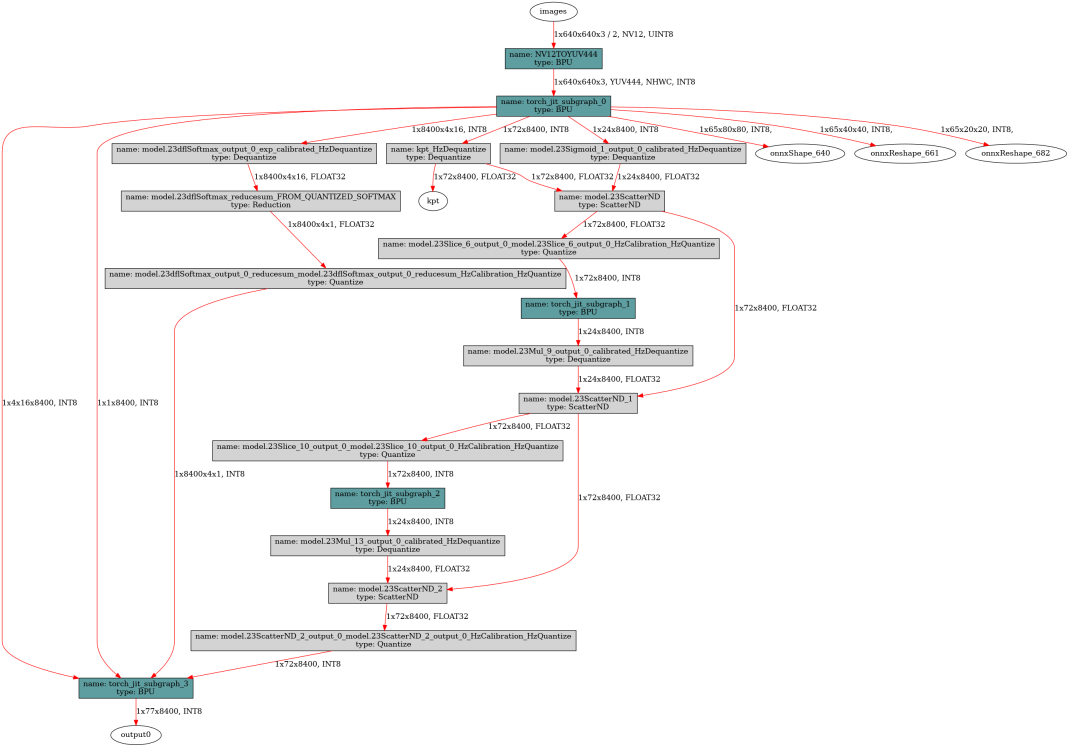 images
1x640x640x3 / 2, NV12, UINT8
name: NV12TOYUV444
type: BPU
1x640x640x3, YUV444, NHWC, INT8
name: torch_jit_subgraph_0
type: BPU
1x8400x4x16, INT8
1x72x8400, INT8
1x24x8400, INT8
1x65x80x80, INT8,
1x65x40x40, INT8,
1x65x20x20, INT8,
name: model.23dflSoftmax_output_0_exp_calibrated_HzDequantize
type: Dequantize
name: kpt_HzDequantize
type: Dequantize
name: model.23Sigmoid_1_output_0_calibrated_HzDequantize
type: Dequantize
onnxShape_640
onnxReshape_661
onnxReshape_682
1x8400x4x16, FLOAT32
1x72x8400, FLOAT32
1x72x8400, FLOAT32
1x24x8400, FLOAT32
name: model.23dflSoftmax_reducesum_FROM_QUANTIZED_SOFTMAX
type: Reduction
kpt
name: model.23ScatterND
type: ScatterND
1x8400x4x1, FLOAT32
1x72x8400, FLOAT32
name: model.23Slice_6_output_0_model.23Slice_6_output_0_HzCalibration_HzQuantize
type: Quantize
name: model.23dflSoftmax_output_0_reducesum_model.23dflSoftmax_output_0_reducesum_HzCalibration_HzQuantize
type: Quantize
1x72x8400, INT8
name: torch_jit_subgraph_1
type: BPU
1x72x8400, FLOAT32
1x24x8400, INT8
name: model.23Mul_9_output_0_calibrated_HzDequantize
type: Dequantize
1x24x8400, FLOAT32
1x4x16x8400, INT8
1x1x8400, INT8
name: model.23ScatterND_1
type: ScatterND
1x72x8400, FLOAT32
name: model.23Slice_10_output_0_model.23Slice_10_output_0_HzCalibration_HzQuantize
type: Quantize
1x8400x4x1, INT8
1x72x8400, INT8
name: torch_jit_subgraph_2
type: BPU
1x72x8400, FLOAT32
1x24x8400, INT8
name: model.23Mul_13_output_0_calibrated_HzDequantize
type: Dequantize
1x24x8400, FLOAT32
name: model.23ScatterND_2
type: ScatterND
1x72x8400, FLOAT32
name: model.23ScatterND_2_output_0_model.23ScatterND_2_output_0_HzCalibration_HzQuantize
type: Quantize
1x72x8400, INT8
name: torch_jit_subgraph_3
type: BPU
1x77x8400, INT8
output0